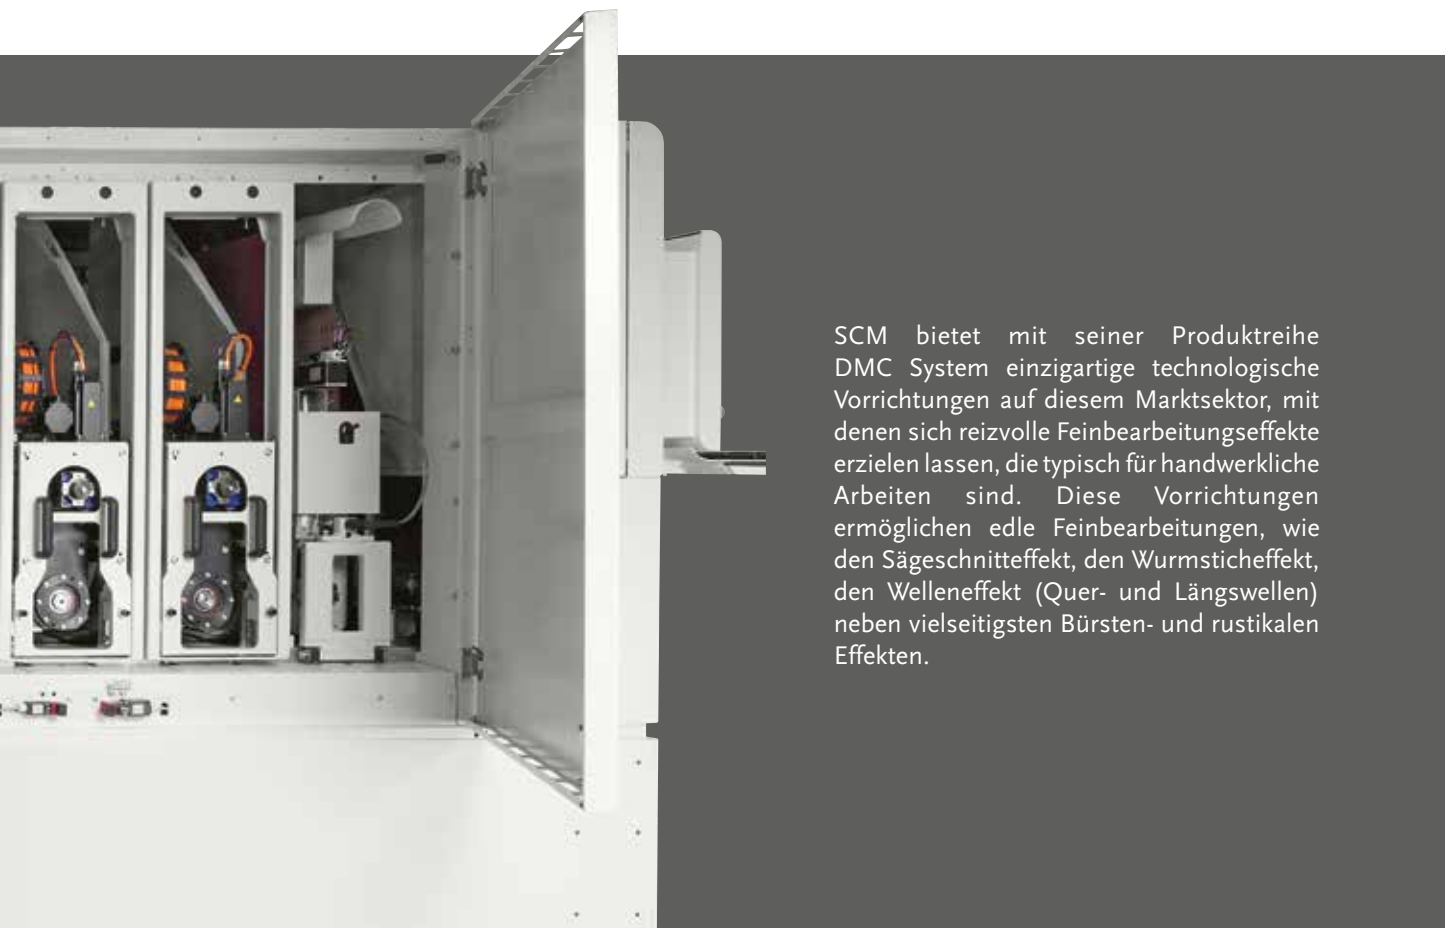 SCM bietet mit seiner Produktreihe
DMC System einzigartige technologische
Vorrichtungen auf diesem Marktsektor, mit
denen sich reizvolle Feinbearbeitungseffekte
erzielen lassen, die typisch für handwerkliche
Arbeiten sind. Diese Vorrichtungen
ermöglichen edle Feinbearbeitungen, wie
den Sägeschnitteffekt, den Wurmsticheffekt,
den Welleneffekt (Quer- und Längswellen)
neben vielseitigsten Bürsten- und rustikalen
Effekten.